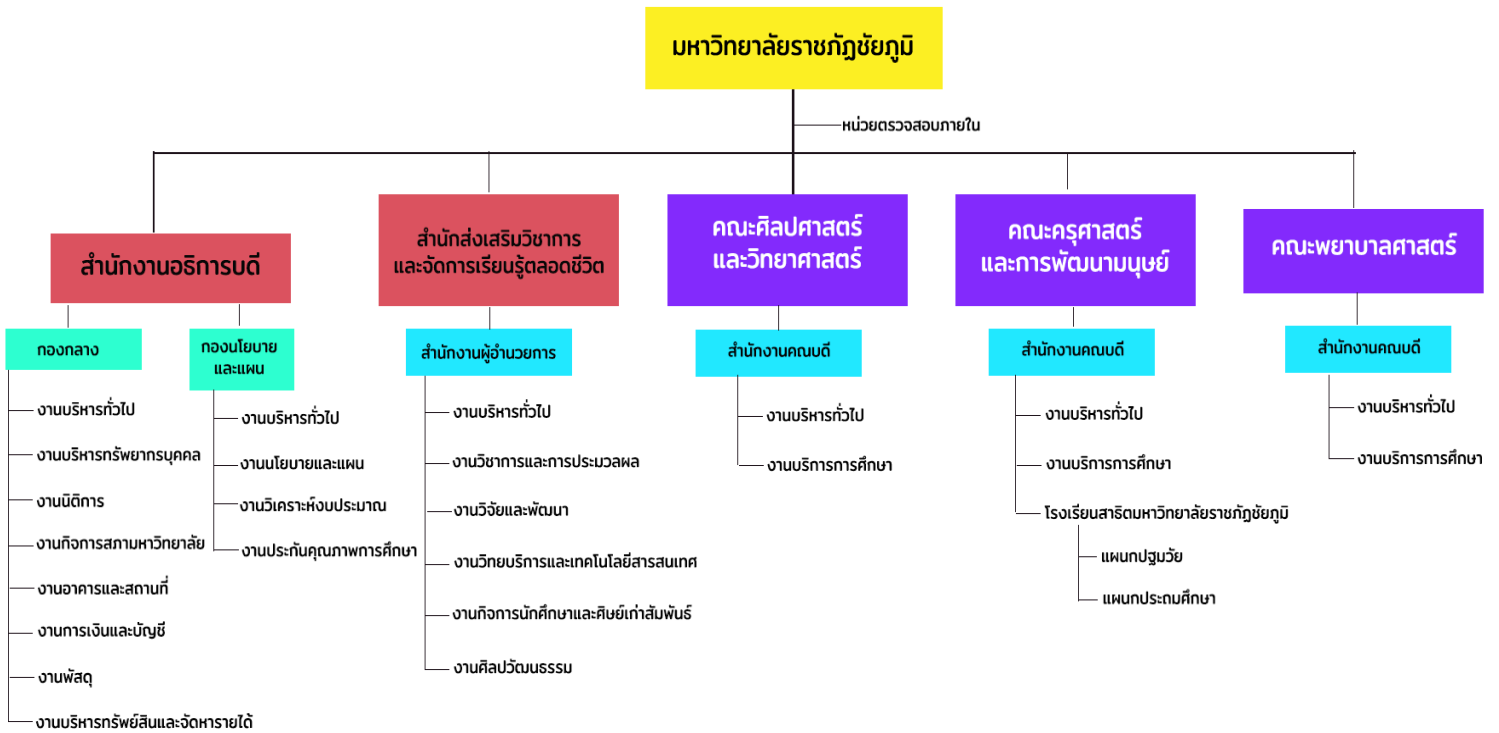 มหาวิทยาลัยราชภัฏชัยภูมิ
หน่วยตรวจสอบภายใน
สำนักงานอธิการบดี
กองกลาง
งานบริหารทั่วไป
งานบริหารทรัพยากรบุคคล
งานนิติการ
งานกิจการสภามหาวิทยาลัย
งานอาคารและสถานที่
งานการเงินและบัญชี
งานพัสดุ
งานบริหารทรัพย์สินและจัดหารายได้
กองนโยบาย
และแผน
งานบริหารทั่วไป
งานนโยบายและแผน
งานวิเคราะห์งบประมาณ
งานประกันคุณภาพการศึกษา
สำนักส่งเสริมวิชาการ
และจัดการเรียนรู้ตลอดชีวิต
สำนักงานผู้อำนวยการ
งานบริหารทั่วไป
งานวิชาการและการประมวลผล
งานวิจัยและพัฒนา
งานวิทยบริการและเทคโนโลยีสารสนเทศ
งานกิจการนักศึกษาและศิษย์เก่าสัมพันธ์
งานศิลปวัฒนธรรม
คณะศิลปศาสตร์
และวิทยาศาสตร์
สำนักงานคณบดี
งานบริหารทั่วไป
งานบริการการศึกษา
คณะครุศาสตร์
และการพัฒนามนุษย์
สำนักงานคณบดี
งานบริหารทั่วไป
งานบริการการศึกษา
โรงเรียนสาธิตมหาวิทยาลัยราชภัฏชัยภูมิ
แผนกปฐมวัย
แผนกประถมศึกษา
คณะพยาบาลศาสตร์
สำนักงานคณบดี
งานบริหารทั่วไป
งานบริการการศึกษา